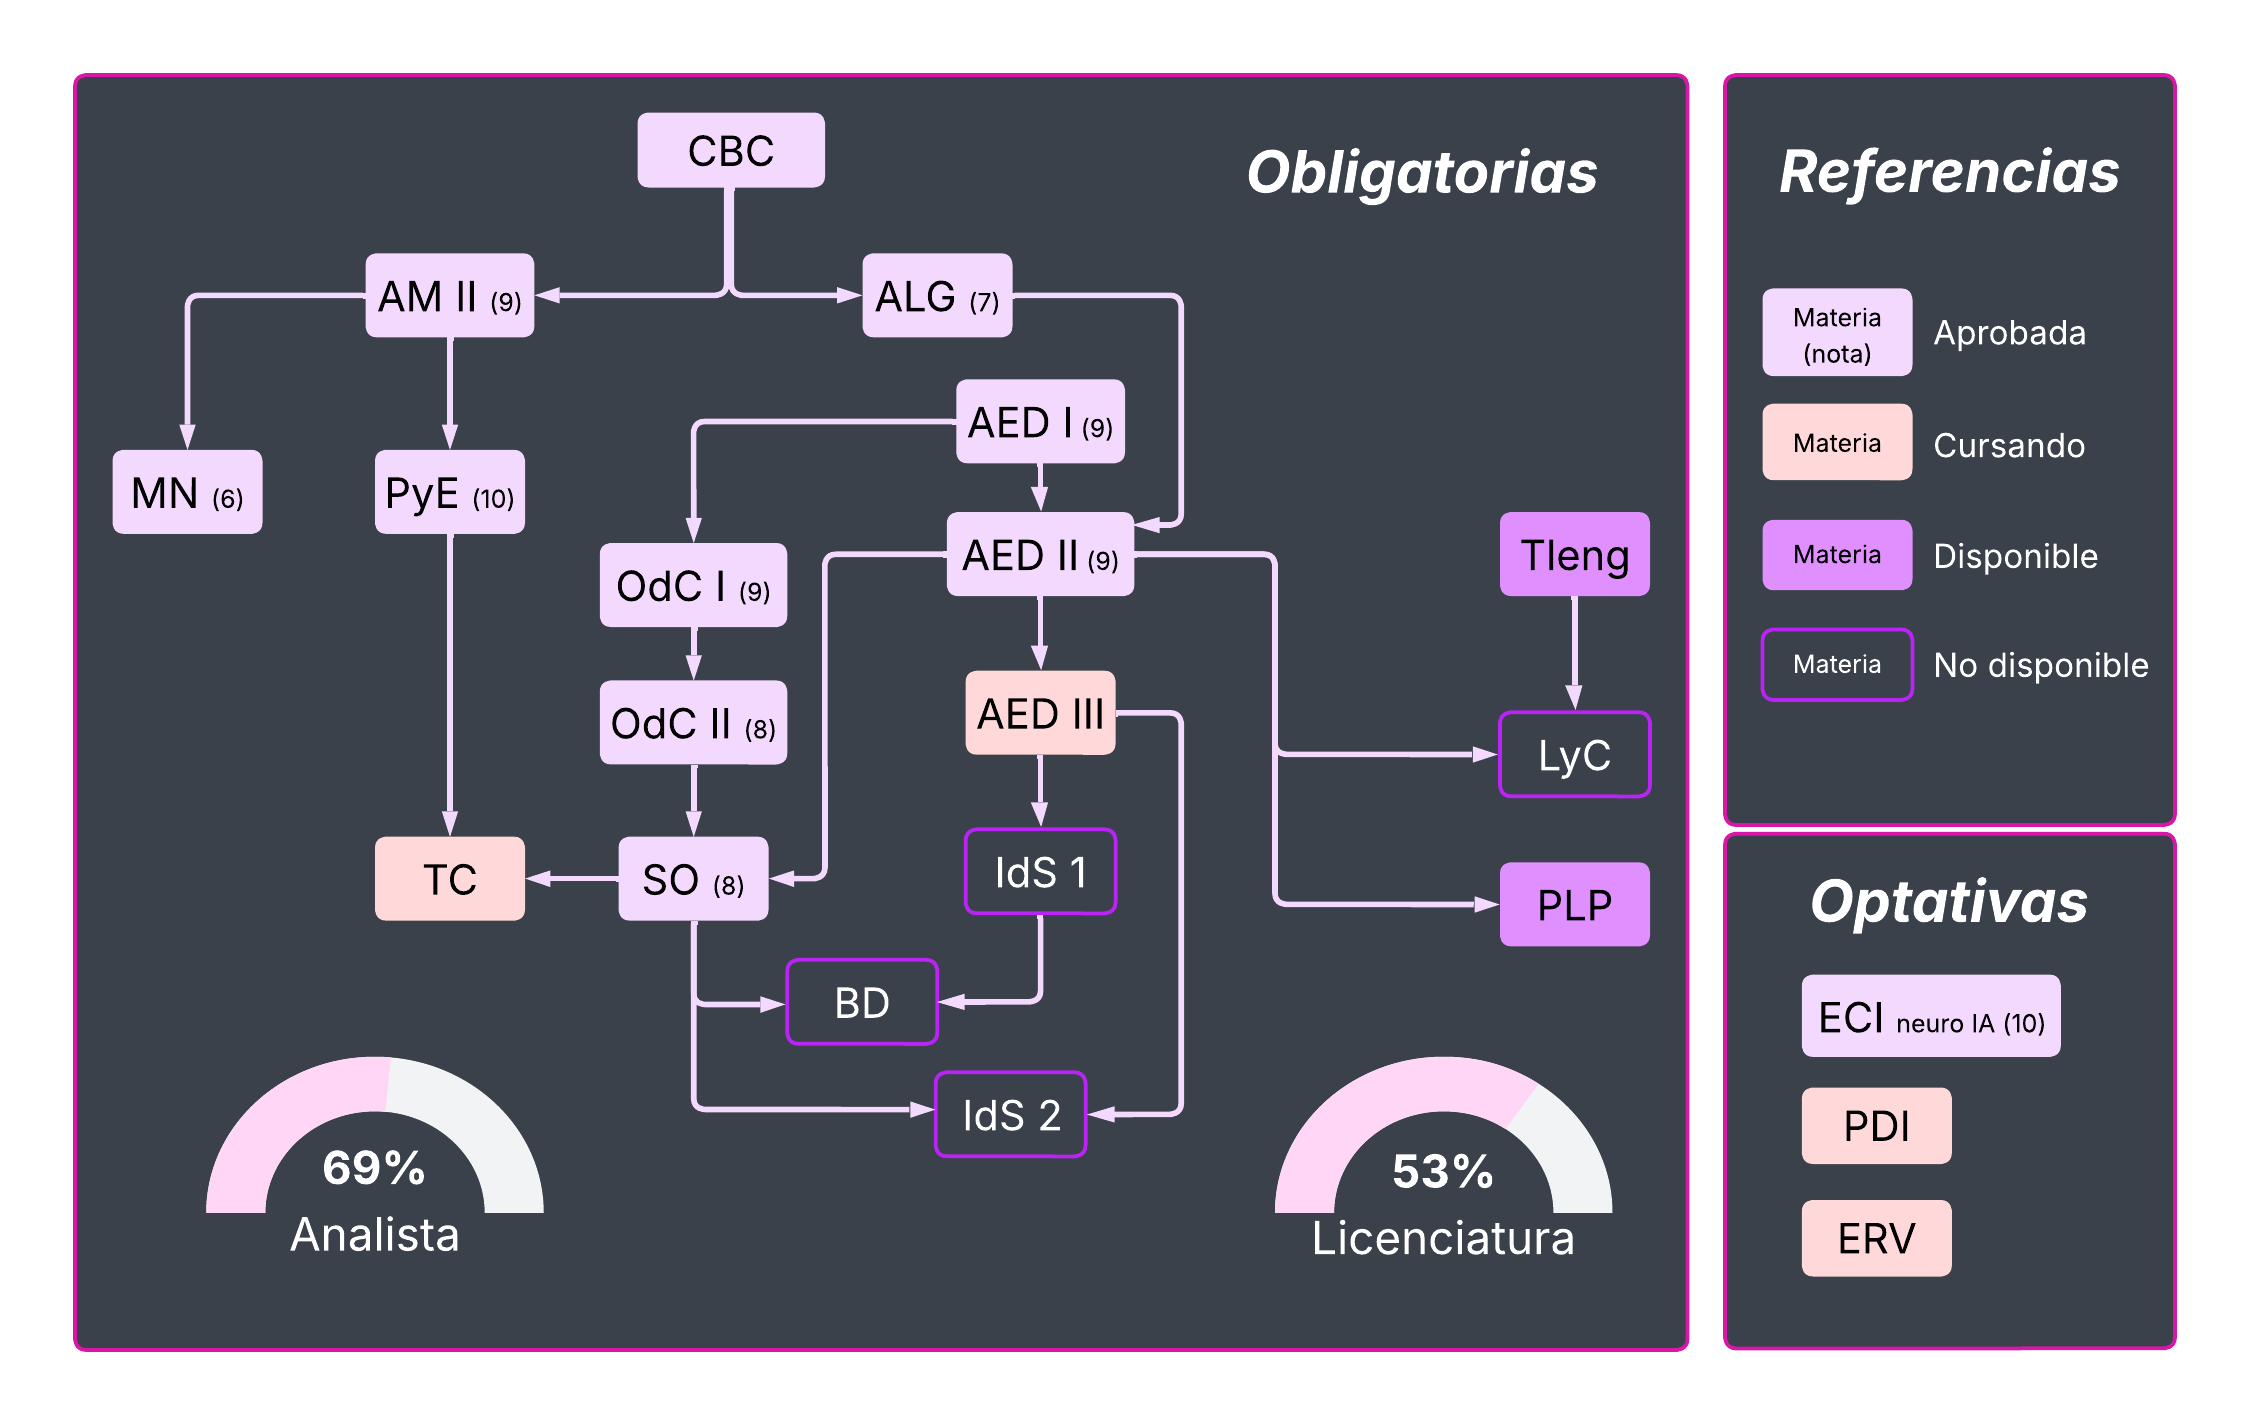 CBC
Obligatorias
AM II (9)
ALG (7)
AED I (9)
MN (6)
PyE (10)
AED II (9)
Tleng
OdC I (9)
OdC II (8)
AED III
LyC
TC
SO (8)
IdS 1
PLP
BD
IdS 2
69%
Analista
53%
Licenciatura
Referencias
Materia
(nota)
Aprobada
Materia
Cursando
Materia
Disponible
Materia
No disponible
Optativas
ECI neuro IA (10)
PDI
ERV